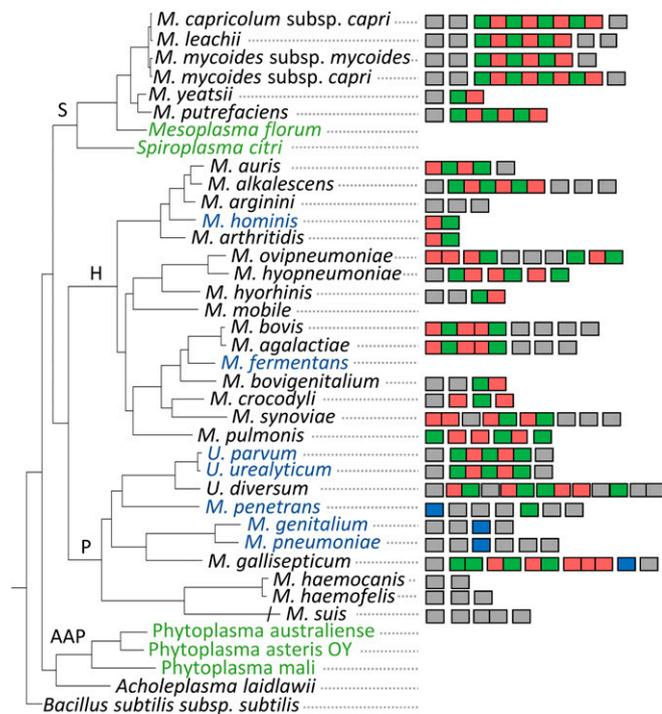 M. capricolum subsp. capri
M. leachii
M. mycoides subsp. mycoides
M. mycoides subsp. capri
M. yeatsii
S
M. putrefaciens
Mesoplasma florum
Spiroplasma citri
M. auris
M. alkalescens
M. arginini
M. hominis
M. arthritidis
M. ovipneumoniae
H
M. hyopneumoniae
M. hyorhinis
M. mobile
M. bovis
M. agalactiae
M. fermentans
M. bovigenitalium
M. crocodyli
M. synoviae
M. pulmonis
U. parvum
U. urealyticum
U. diversum
M. penetrans
M. genitalium
P
M. pneumoniae
M. gallisepticum
M. haemocanis
M. haemofelis
M. suis
AAP
Phytoplasma australiense
Phytoplasma asteris OY
Phytoplasma mali
Acholeplasma laidlawii
Bacillus subtilis subsp. subtilis